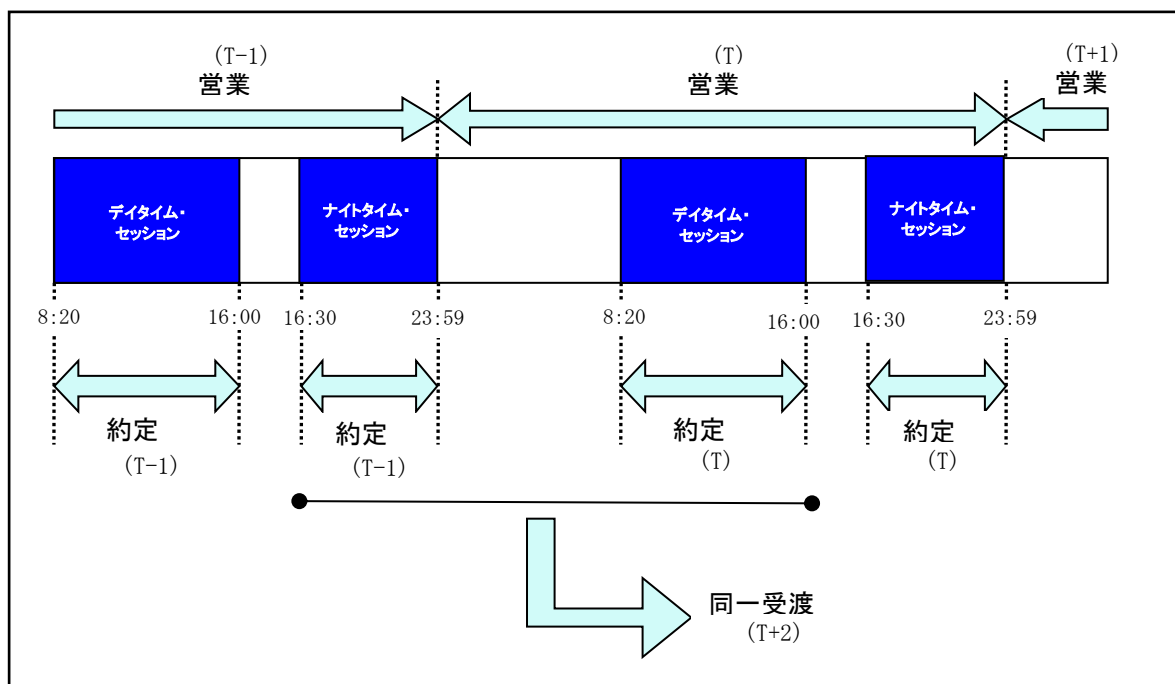 (T-1)
営業
(T)
営業
(T+1)
営業
デイタイム・
セッション
ナイトタイム・
セッション
デイタイム・
セッション
ナイトタイム・
セッション
8:20
16:00
16:30
23:59
8:20
16:00
16:30
23:59
約定
(T-1)
約定
(T-1)
約定
(T)
約定
(T)
同一受渡
(T+2)